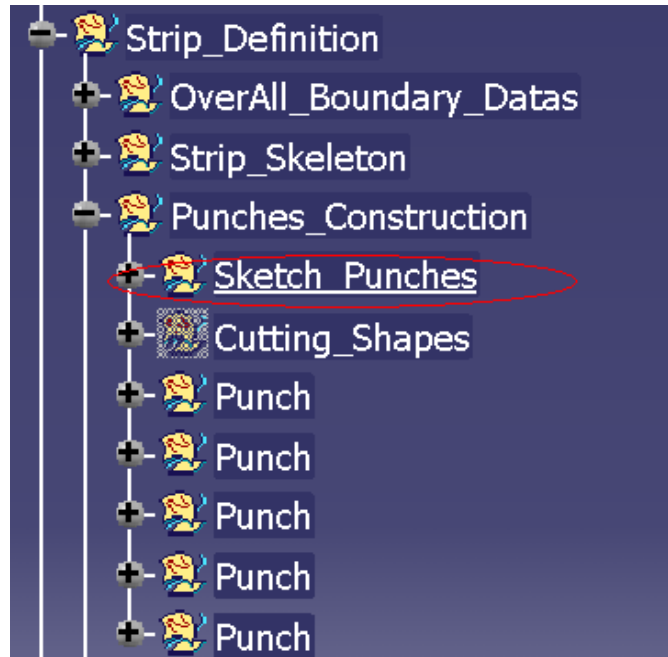 Strip_Definition
OverAll_Boundary_Datas
Strip_Skeleton
Punches_Construction
Sketch_Punches
Cutting_Shapes
Punch
Punch
Punch
Punch
Punch